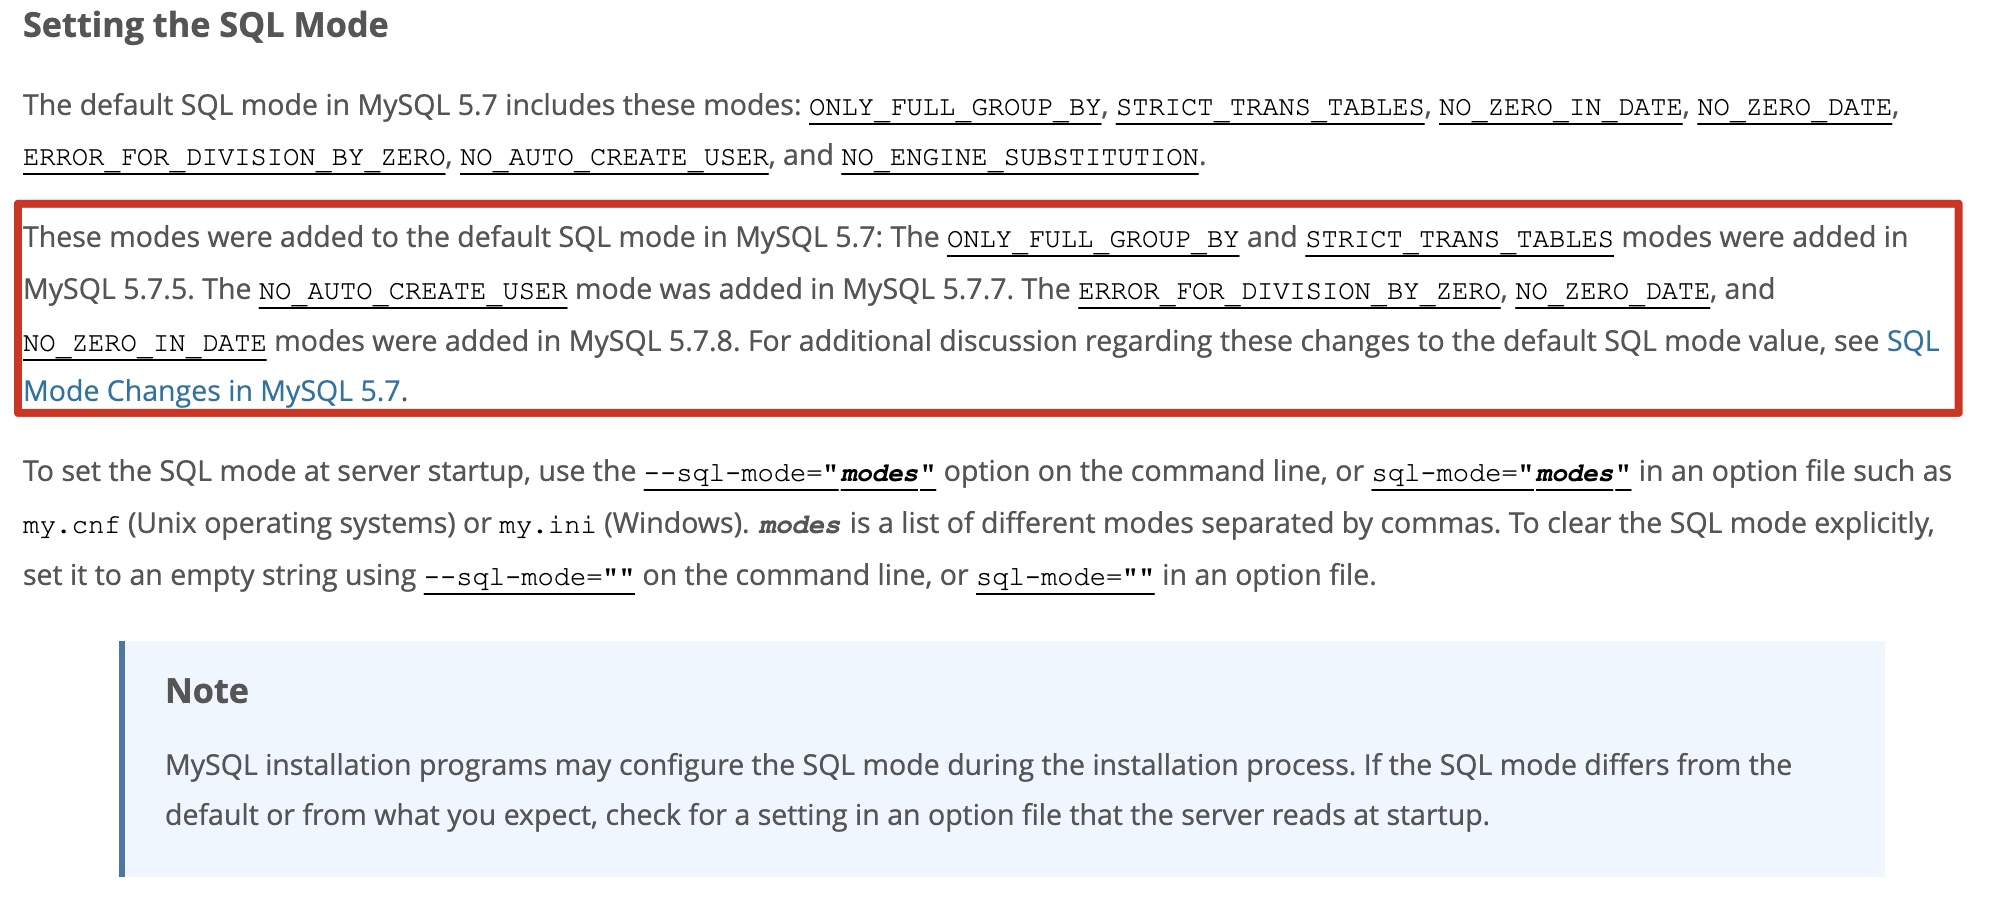 Setting the SQL Mode
The default SQL mode in MySQL 5.7 includes these modes: ONLY_FULL_GROUP_BY, STRICT_TRANS_TABLES, NO_ZERO_IN_DATE, NO_ZERO_DATE,
ERROR_FOR_DIVISION_BY_ZERO, NO_AUTO_CREATE_USER, and NO_ENGINE_SUBSTITUTION.
These modes were added to the default SQL mode in MySQL 5.7: The ONLY_FULL_GROUP_BY and STRICT_TRANS_TABLES modes were added in
MySQL 5.7.5. The NO_AUTO_CREATE_USER mode was added in MySQL 5.7.7. The ERROR_FOR_DIVISION_BY_ZERO, NO_ZERO_DATE, and
NO_ZERO_IN_DATE modes were added in MySQL 5.7.8. For additional discussion regarding these changes to the default SQL mode value, see SQL
Mode Changes in MySQL 5.7.
To set the SQL mode at server startup, use the --sql-mode="modes" option on the command line, or sql-mode="modes" in an option file such as
my.cnf (Unix operating systems) or my.ini (Windows). modes is a list of different modes separated by commas. To clear the SQL mode explicitly,
set it to an empty string using --sql-mode="" on the command line, or sql-mode="" in an option file.
Note
MySQL installation programs may configure the SQL mode during the installation process. If the SQL mode differs from the
default or from what you expect, check for a setting in an option file that the server reads at startup.